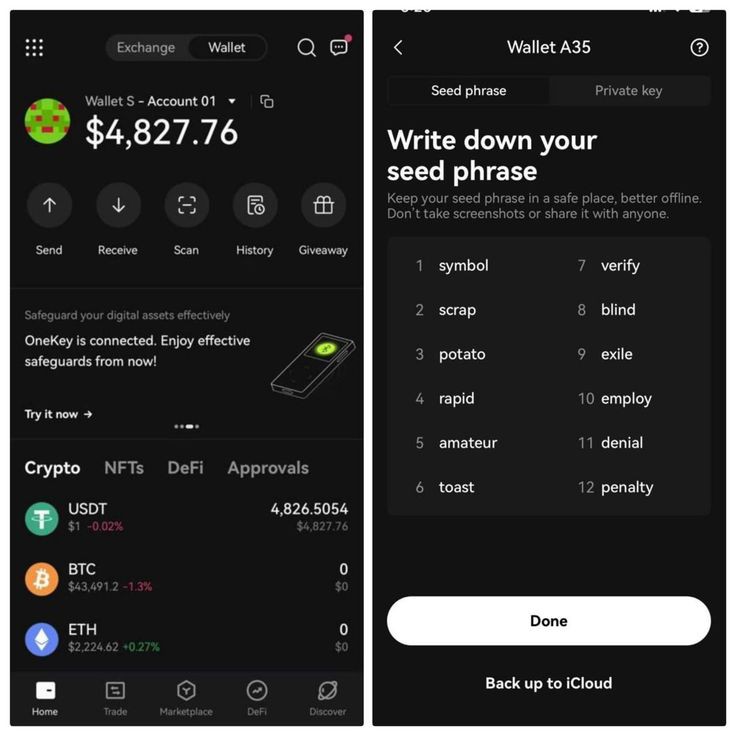 Exchange Wallet
Wallet S - Account 01
$4,827.76
Send Receive Scan History Giveaway
Safeguard your digital assets effectively
OneKey is connected. Enjoy effective
safeguards from now!
Try it now →
Crypto NFTs DeFi Approvals
USDT 4,826.5054
$1 -0.02% $4,827.76
BTC 0
$43,491.2 -1.3% $0
ETH 0
$2,224.62 +0.27% $0
Home Trade Marketplace DeFi Discover
Wallet A35
Seed phrase Private key
Write down your
seed phrase
Keep your seed phrase in a safe place, better offline.
Don't take screenshots or share it with anyone.
1 symbol 7 verify
2 scrap 8 blind
3 potato 9 exile
4 rapid 10 employ
5 amateur 11 denial
6 toast 12 penalty
Done
Back up to iCloud